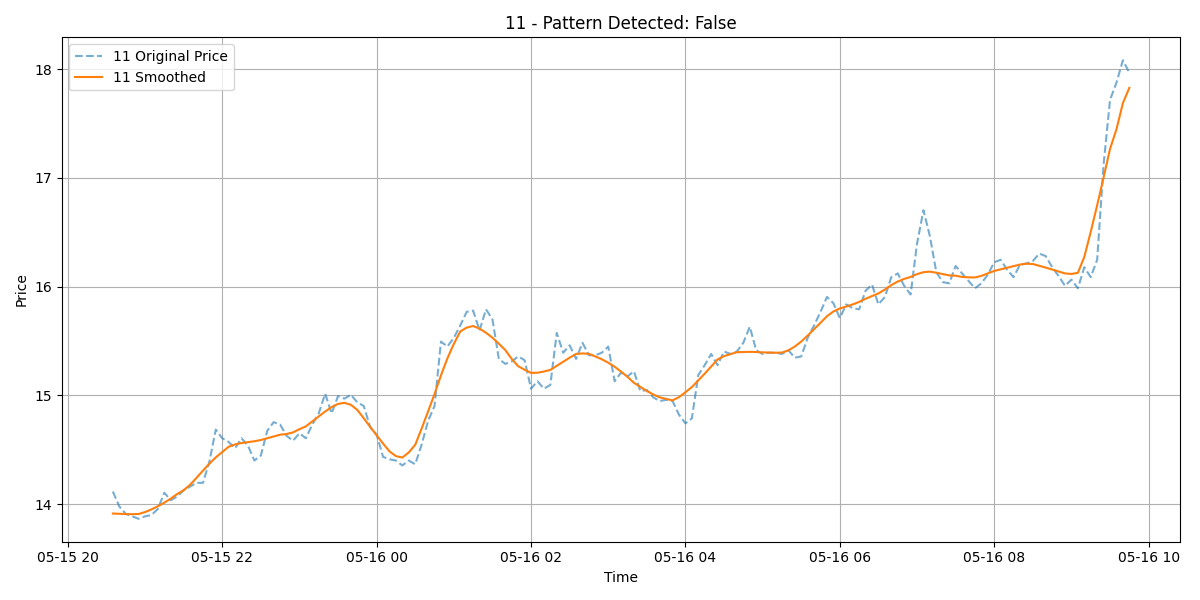 11 - Pattern Detected: False
11 Original Price
11 Smoothed
18
17
16
15
14
Price
05-15 20
05-15 22
05-16 00
05-16 02
05-16 04
05-16 06
05-16 08
05-16 10
Time